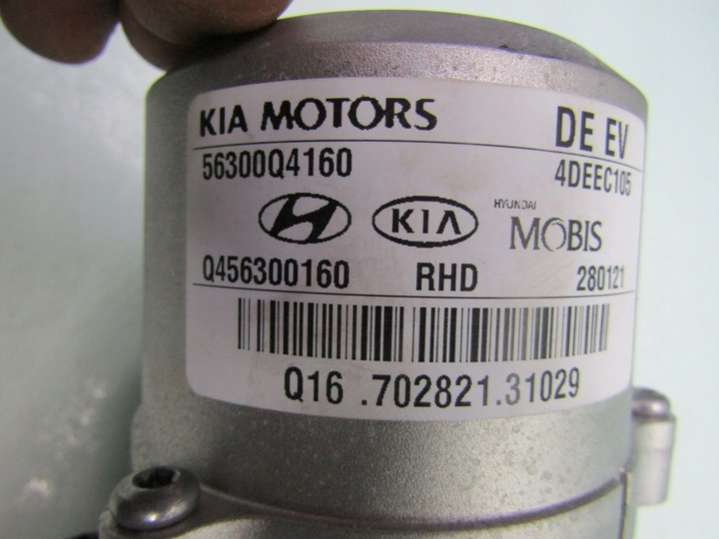 KIA MOTORS DE EV
56300Q4160 4DEEC105
KIA HYUNDAI MOBIS
Q456300160 RHD 280121
Q16 .702821.31029